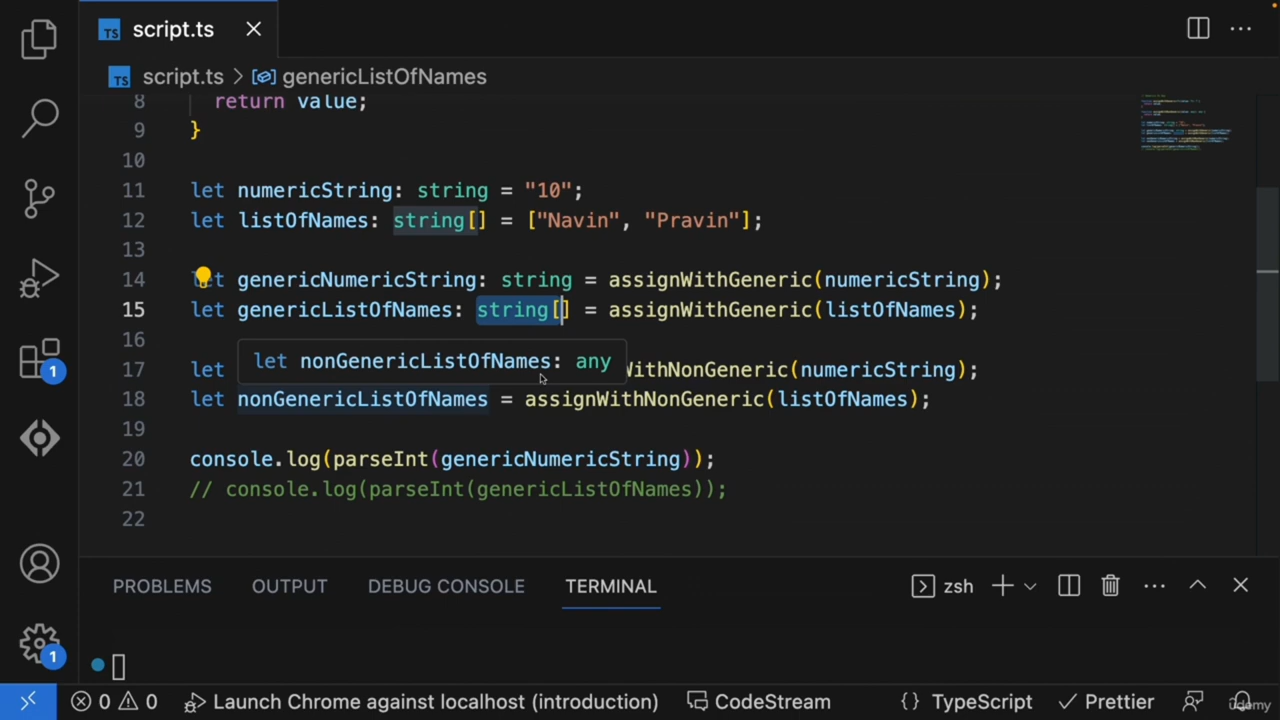 script.ts
script.ts > genericListOfNames
8 return value;
9 }
10
11 let numericString: string = "10";
12 let listOfNames: string[] = ["Navin", "Pravin"];
13
14 let genericNumericString: string = assignWithGeneric(numericString);
15 let genericListOfNames: string[] = assignWithGeneric(listOfNames);
16
let nonGenericListOfNames: any
17 let WithNonGeneric(numericString);
18 let nonGenericListOfNames = assignWithNonGeneric(listOfNames);
19
20 console.log(parseInt(genericNumericString));
21 // console.log(parseInt(genericListOfNames));
22
PROBLEMS OUTPUT DEBUG CONSOLE TERMINAL zsh
1
1
0 0 Launch Chrome against localhost (introduction) CodeStream {} TypeScript Prettier
udemy